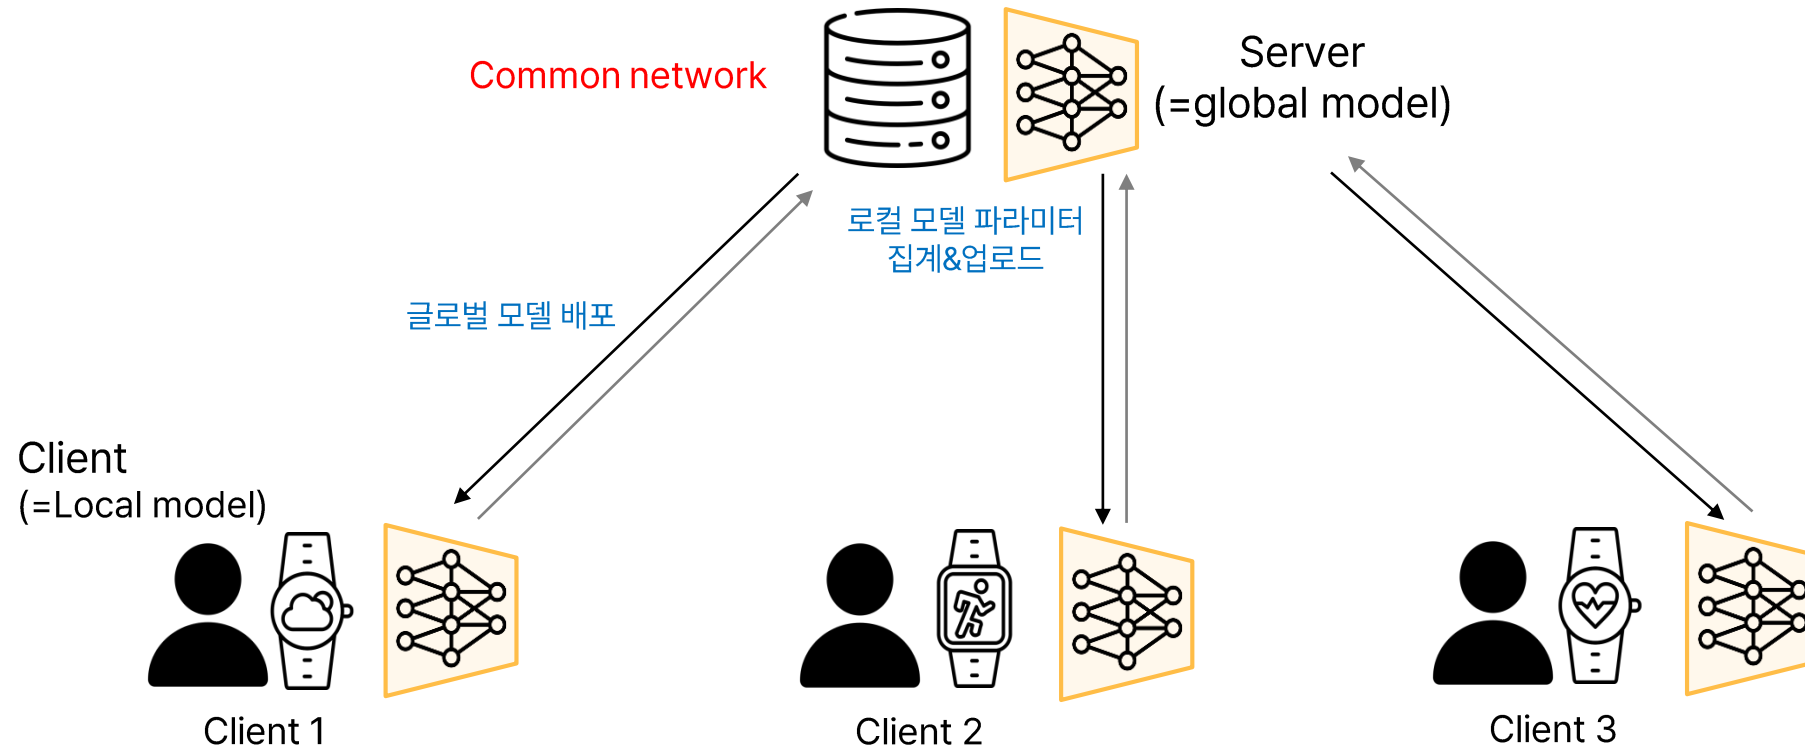 Common network
Server
(=global model)
로컬 모델 파라미터
집계&업로드
글로벌 모델 배포
Client
(=Local model)
Client 1
Client 2
Client 3